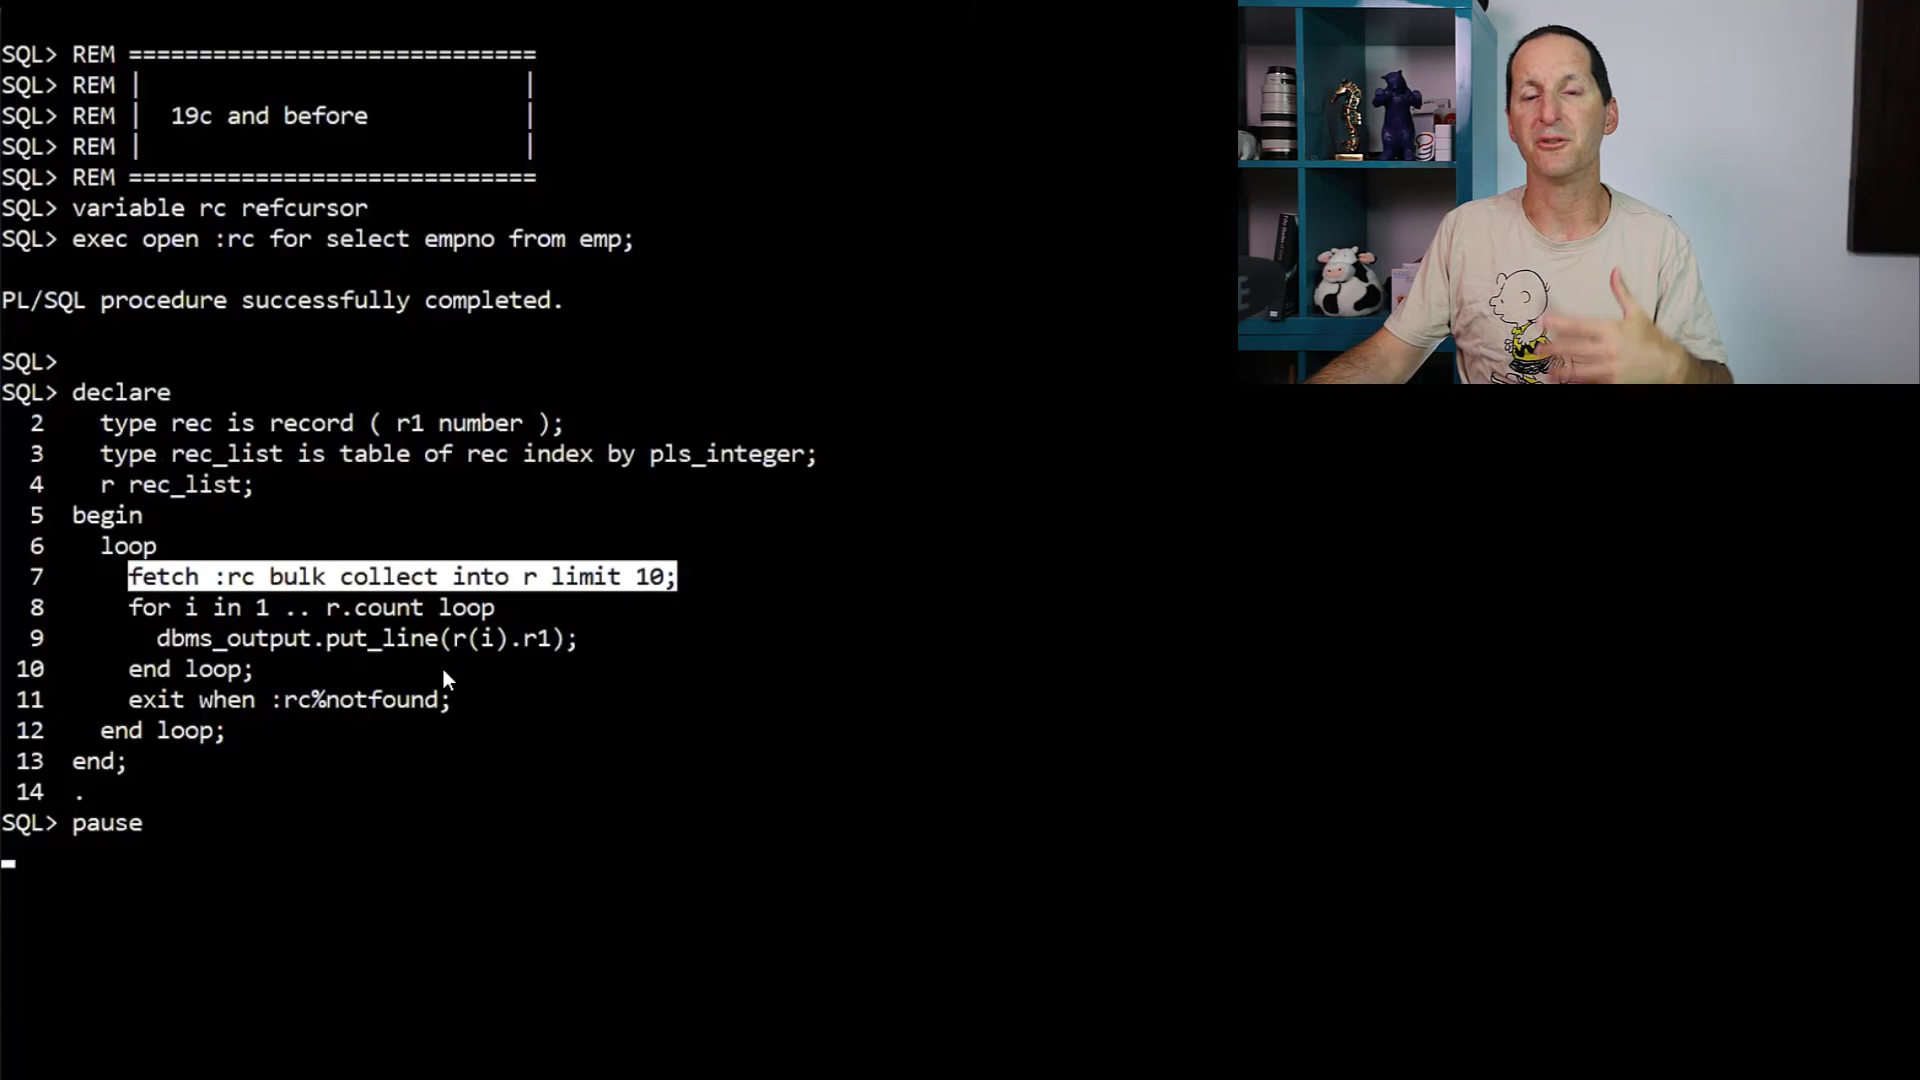 SQL> REM =============================
SQL> REM |                            |
SQL> REM |  19c and before            |
SQL> REM |                            |
SQL> REM =============================
SQL> variable rc refcursor
SQL> exec open :rc for select empno from emp;
PL/SQL procedure successfully completed.
SQL>
SQL> declare
  2    type rec is record ( r1 number );
  3    type rec_list is table of rec index by pls_integer;
  4    r rec_list;
  5  begin
  6    loop
  7      fetch :rc bulk collect into r limit 10;
  8      for i in 1 .. r.count loop
  9        dbms_output.put_line(r(i).r1);
 10      end loop;
 11      exit when :rc%notfound;
 12    end loop;
 13  end;
 14  .
SQL> pause